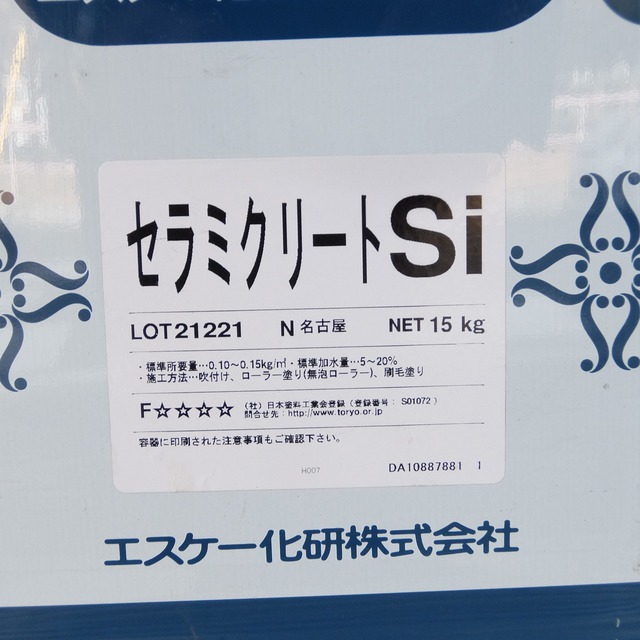 セラミクリートSi
LOT21221 N 名古屋 NET 15 kg
・標準所要量…0.10〜0.15kg/㎡・標準加水量…5〜20%
・施工方法…吹付け、ローラー塗り(無泡ローラー)、刷毛塗り
F☆☆☆☆ (社)日本塗料工業会登録(登録番号: S01072)
問合せ先:http://www.toryo.or.jp/
容器に印刷された注意事項もご確認下さい。
H007 DA10887881 1
エスケー化研株式会社